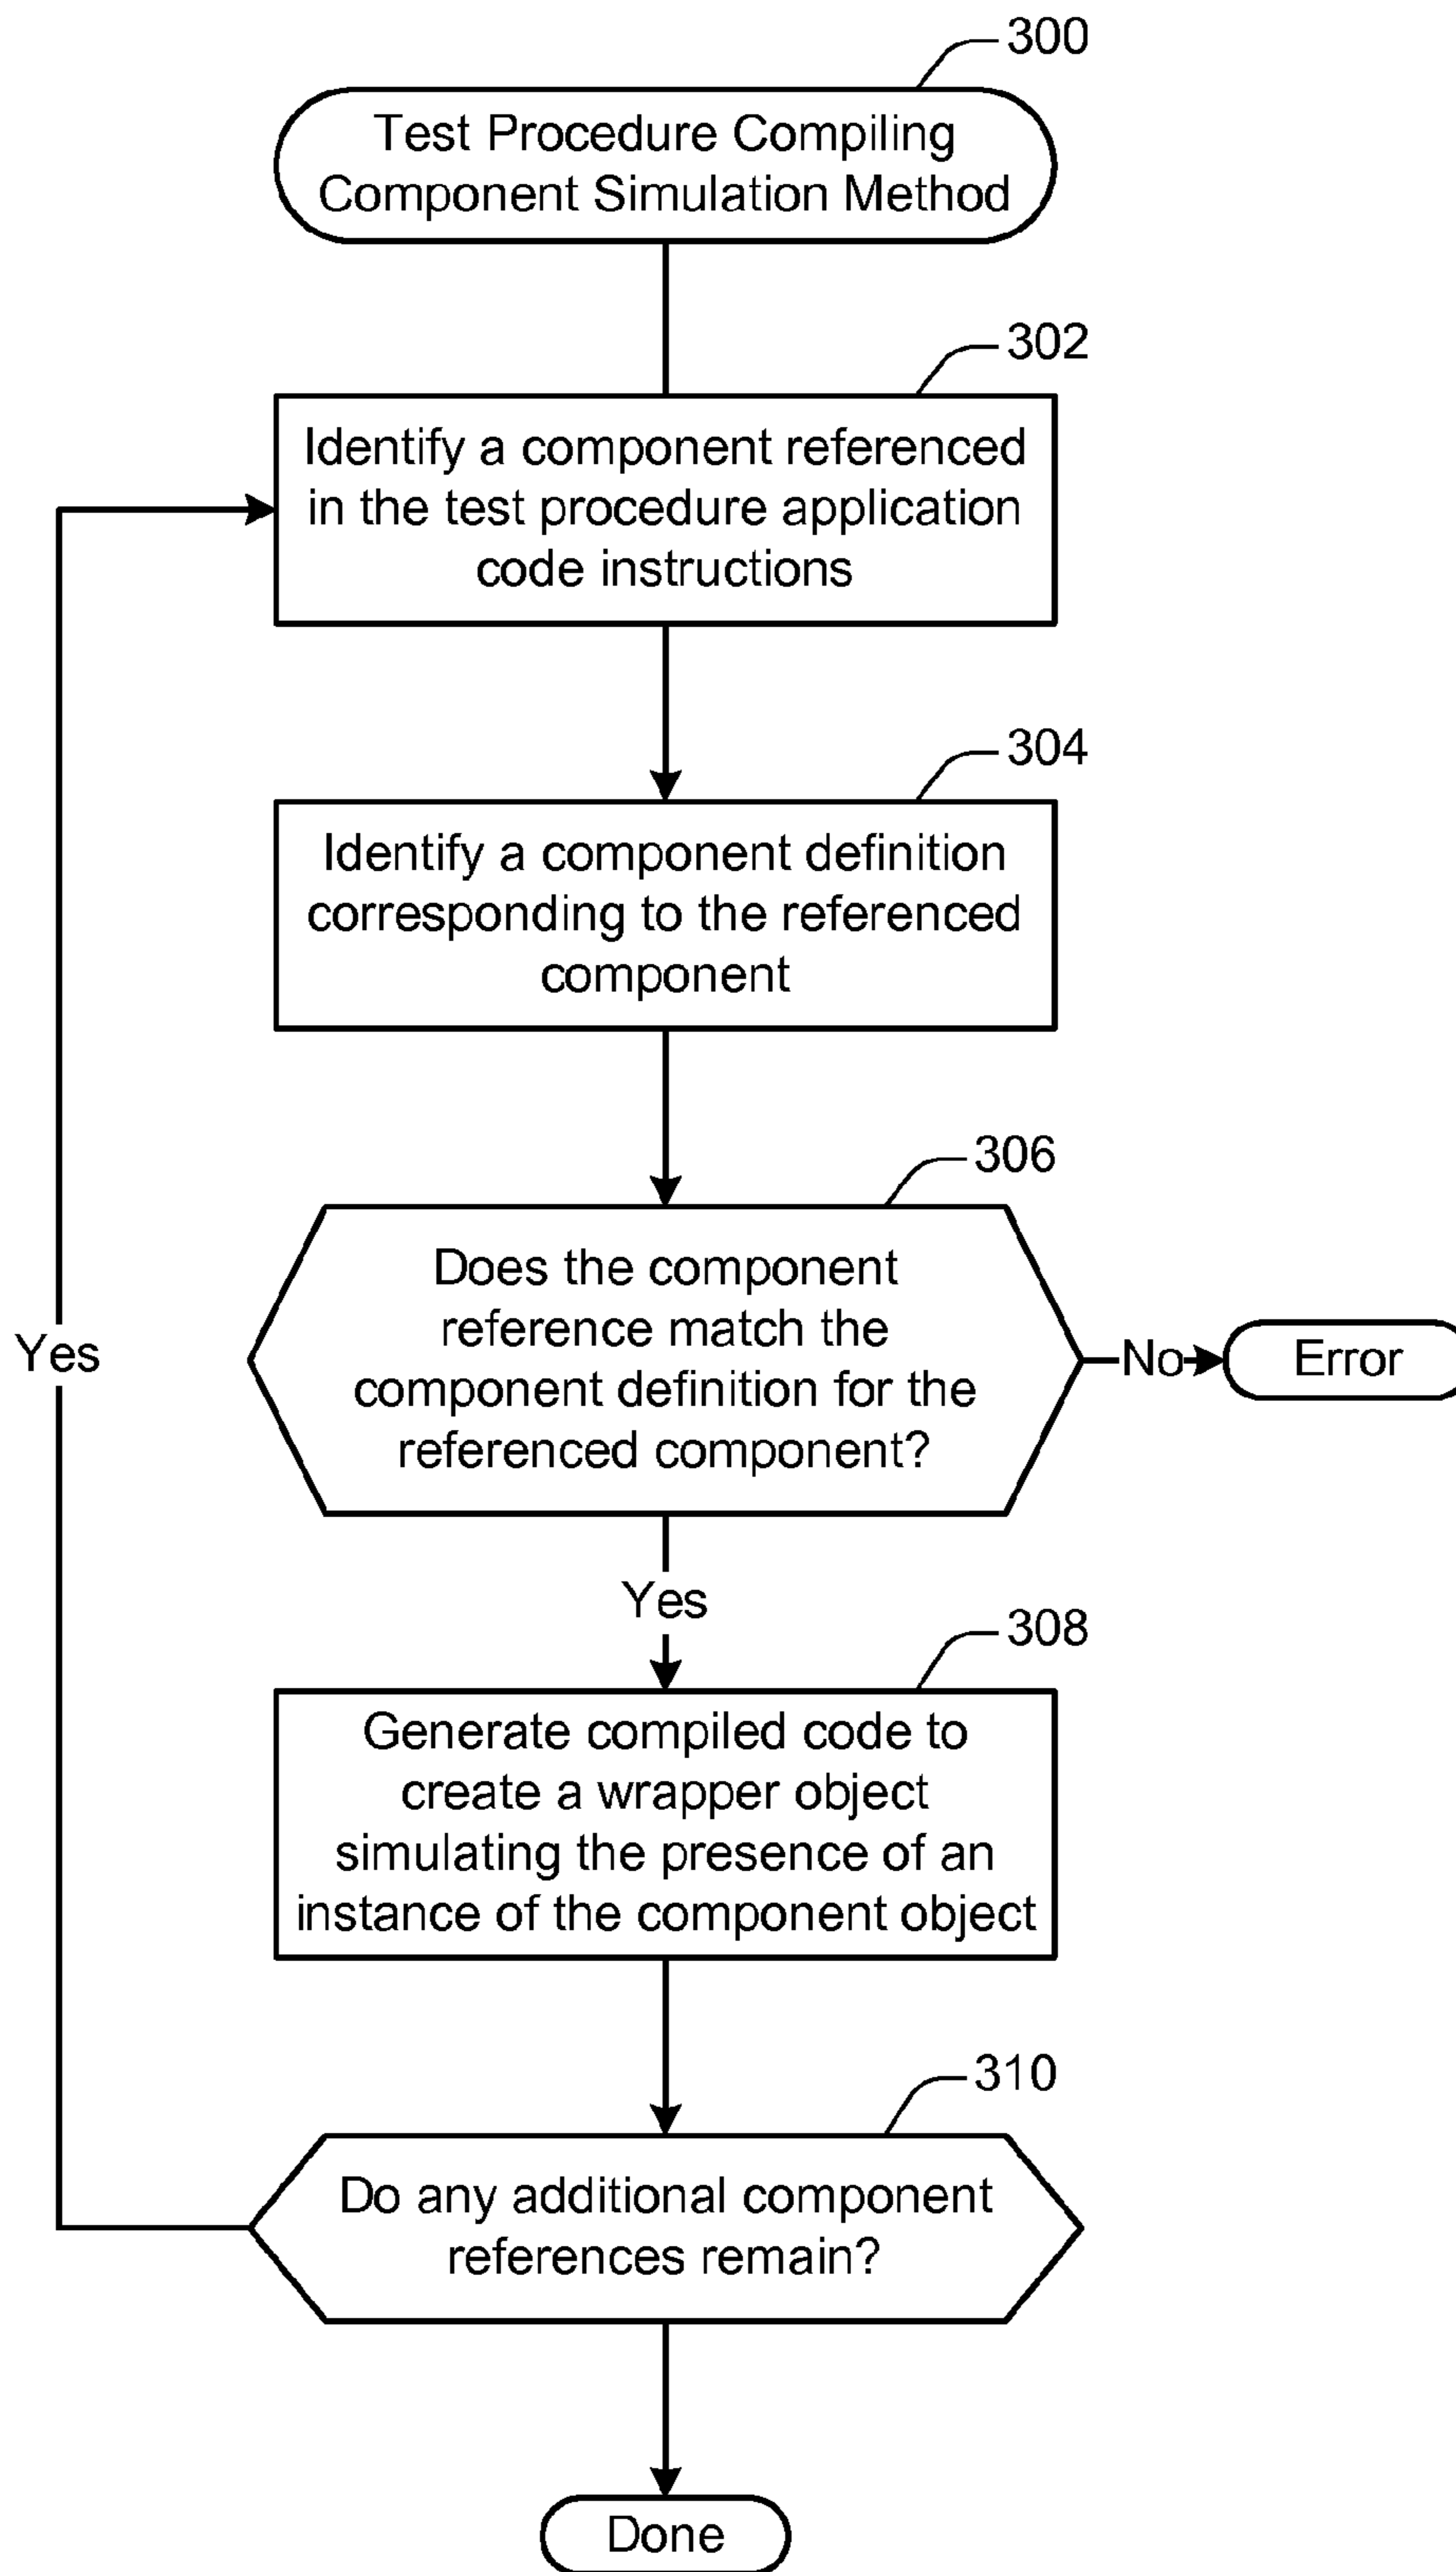 300
Test Procedure Compiling
Component Simulation Method
302
Identify a component referenced
in the test procedure application
code instructions
304
Identify a component definition
corresponding to the referenced
component
306
Does the component
reference match the
component definition for the
referenced component?
No
Error
Yes
Yes
308
Generate compiled code to
create a wrapper object
simulating the presence of an
instance of the component object
310
Do any additional component
references remain?
Done